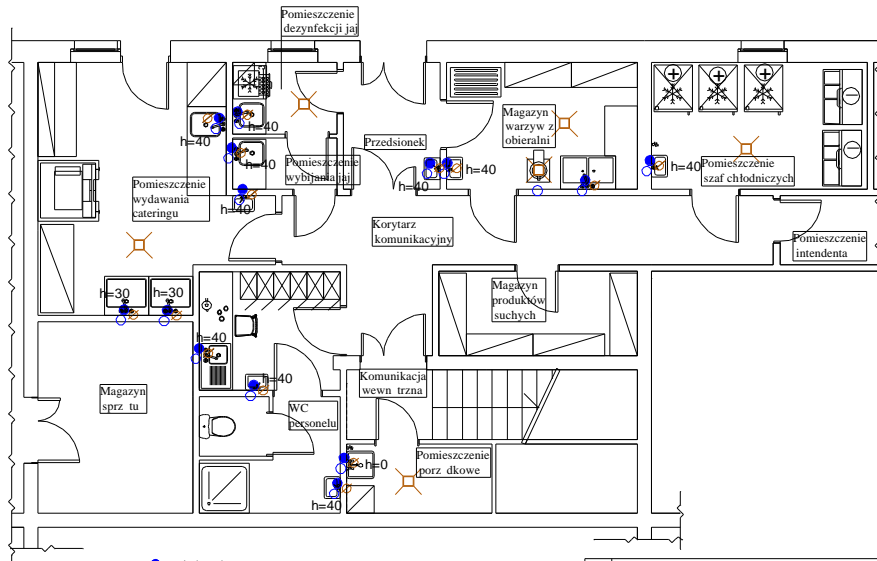 Pomieszczenie
dezynfekcji jaj
h=40
h=40
h=40
h=40
Pomieszczenie
wybijania jaj
Przedsionek
Magazyn
warzyw z
obieralni
h=40
h=40
h=40
Pomieszczenie
szaf chłodniczych
Pomieszczenie
wydawania
cateringu
Korytarz
komunikacyjny
Pomieszczenie
intendenta
h=30
h=30
Magazyn
produktów
suchych
h=40
h=40
Magazyn
sprz tu
WC
personelu
Komunikacja
wewn trzna
h=0
h=40
Pomieszczenie
porz dkowe